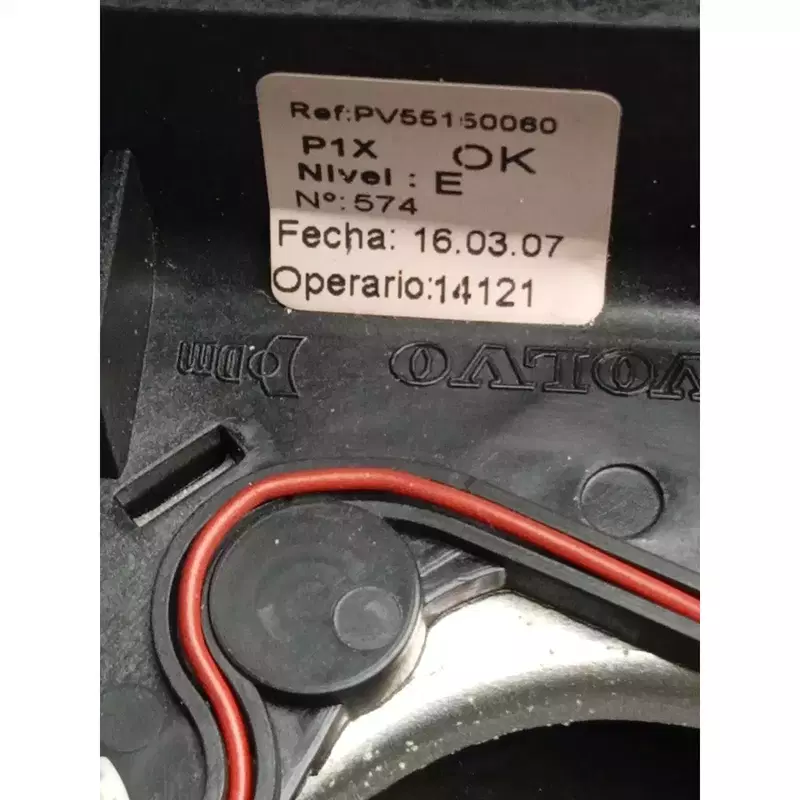 Ref:PV55150060
P1X OK
Nivel : E
Nº:574
Fecha: 16.03.07
Operario:14121
VOLVO